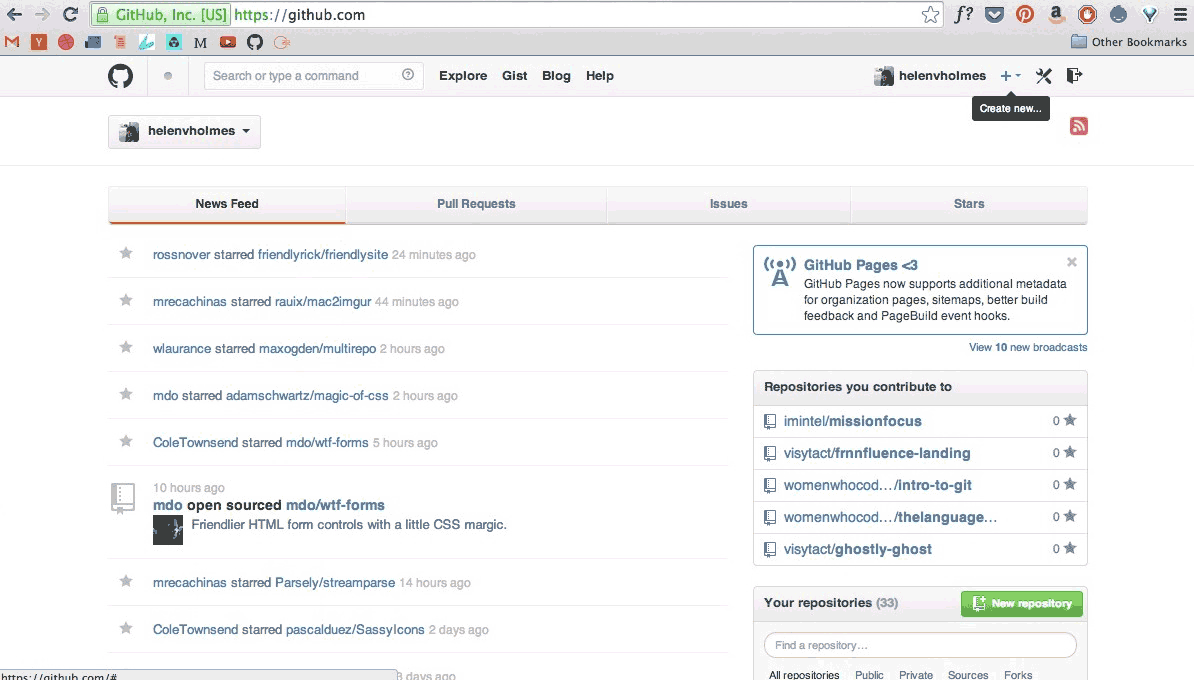 GitHub, Inc. [US] https://github.com
f?
Y
M
Other Bookmarks
Search or type a command
Explore Gist Blog Help
helenvholmes
Create new...
helenvholmes
News Feed Pull Requests Issues Stars
rossnover starred friendlyrick/friendlysite 24 minutes ago
mrecachinas starred rauix/mac2imgur 44 minutes ago
wlaurance starred maxogden/multirepo 2 hours ago
mdo starred adamschwartz/magic-of-css 2 hours ago
ColeTownsend starred mdo/wtf-forms 5 hours ago
10 hours ago
mdo open sourced mdo/wtf-forms
Friendlier HTML form controls with a little CSS margic.
mrecachinas starred Parsely/streamparse 14 hours ago
ColeTownsend starred pascalduez/SassyIcons 2 days ago
3 days ago
https://github.com/#
GitHub Pages <3
GitHub Pages now supports additional metadata
for organization pages, sitemaps, better build
feedback and PageBuild event hooks.
View 10 new broadcasts
Repositories you contribute to
imintel/missionfocus 0
visytact/frnnfluence-landing 0
womenwhocod…/intro-to-git 0
womenwhocod…/thelanguage… 0
visytact/ghostly-ghost 0
Your repositories (33) New repository
Find a repository…
All repositories Public Private Sources Forks